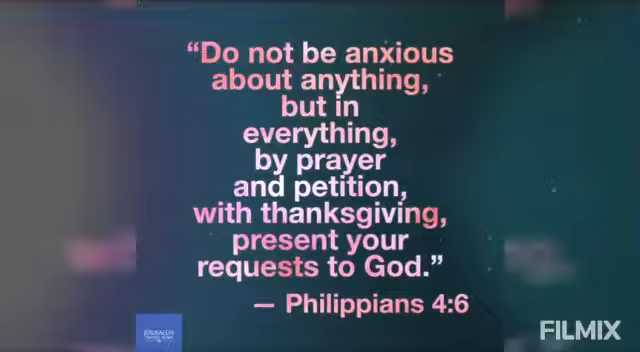 “Do not be anxious
about anything,
but in
everything,
by prayer
and petition,
with thanksgiving,
present your
requests to God.”
— Philippians 4:6
JERUSALEM
FILMIX